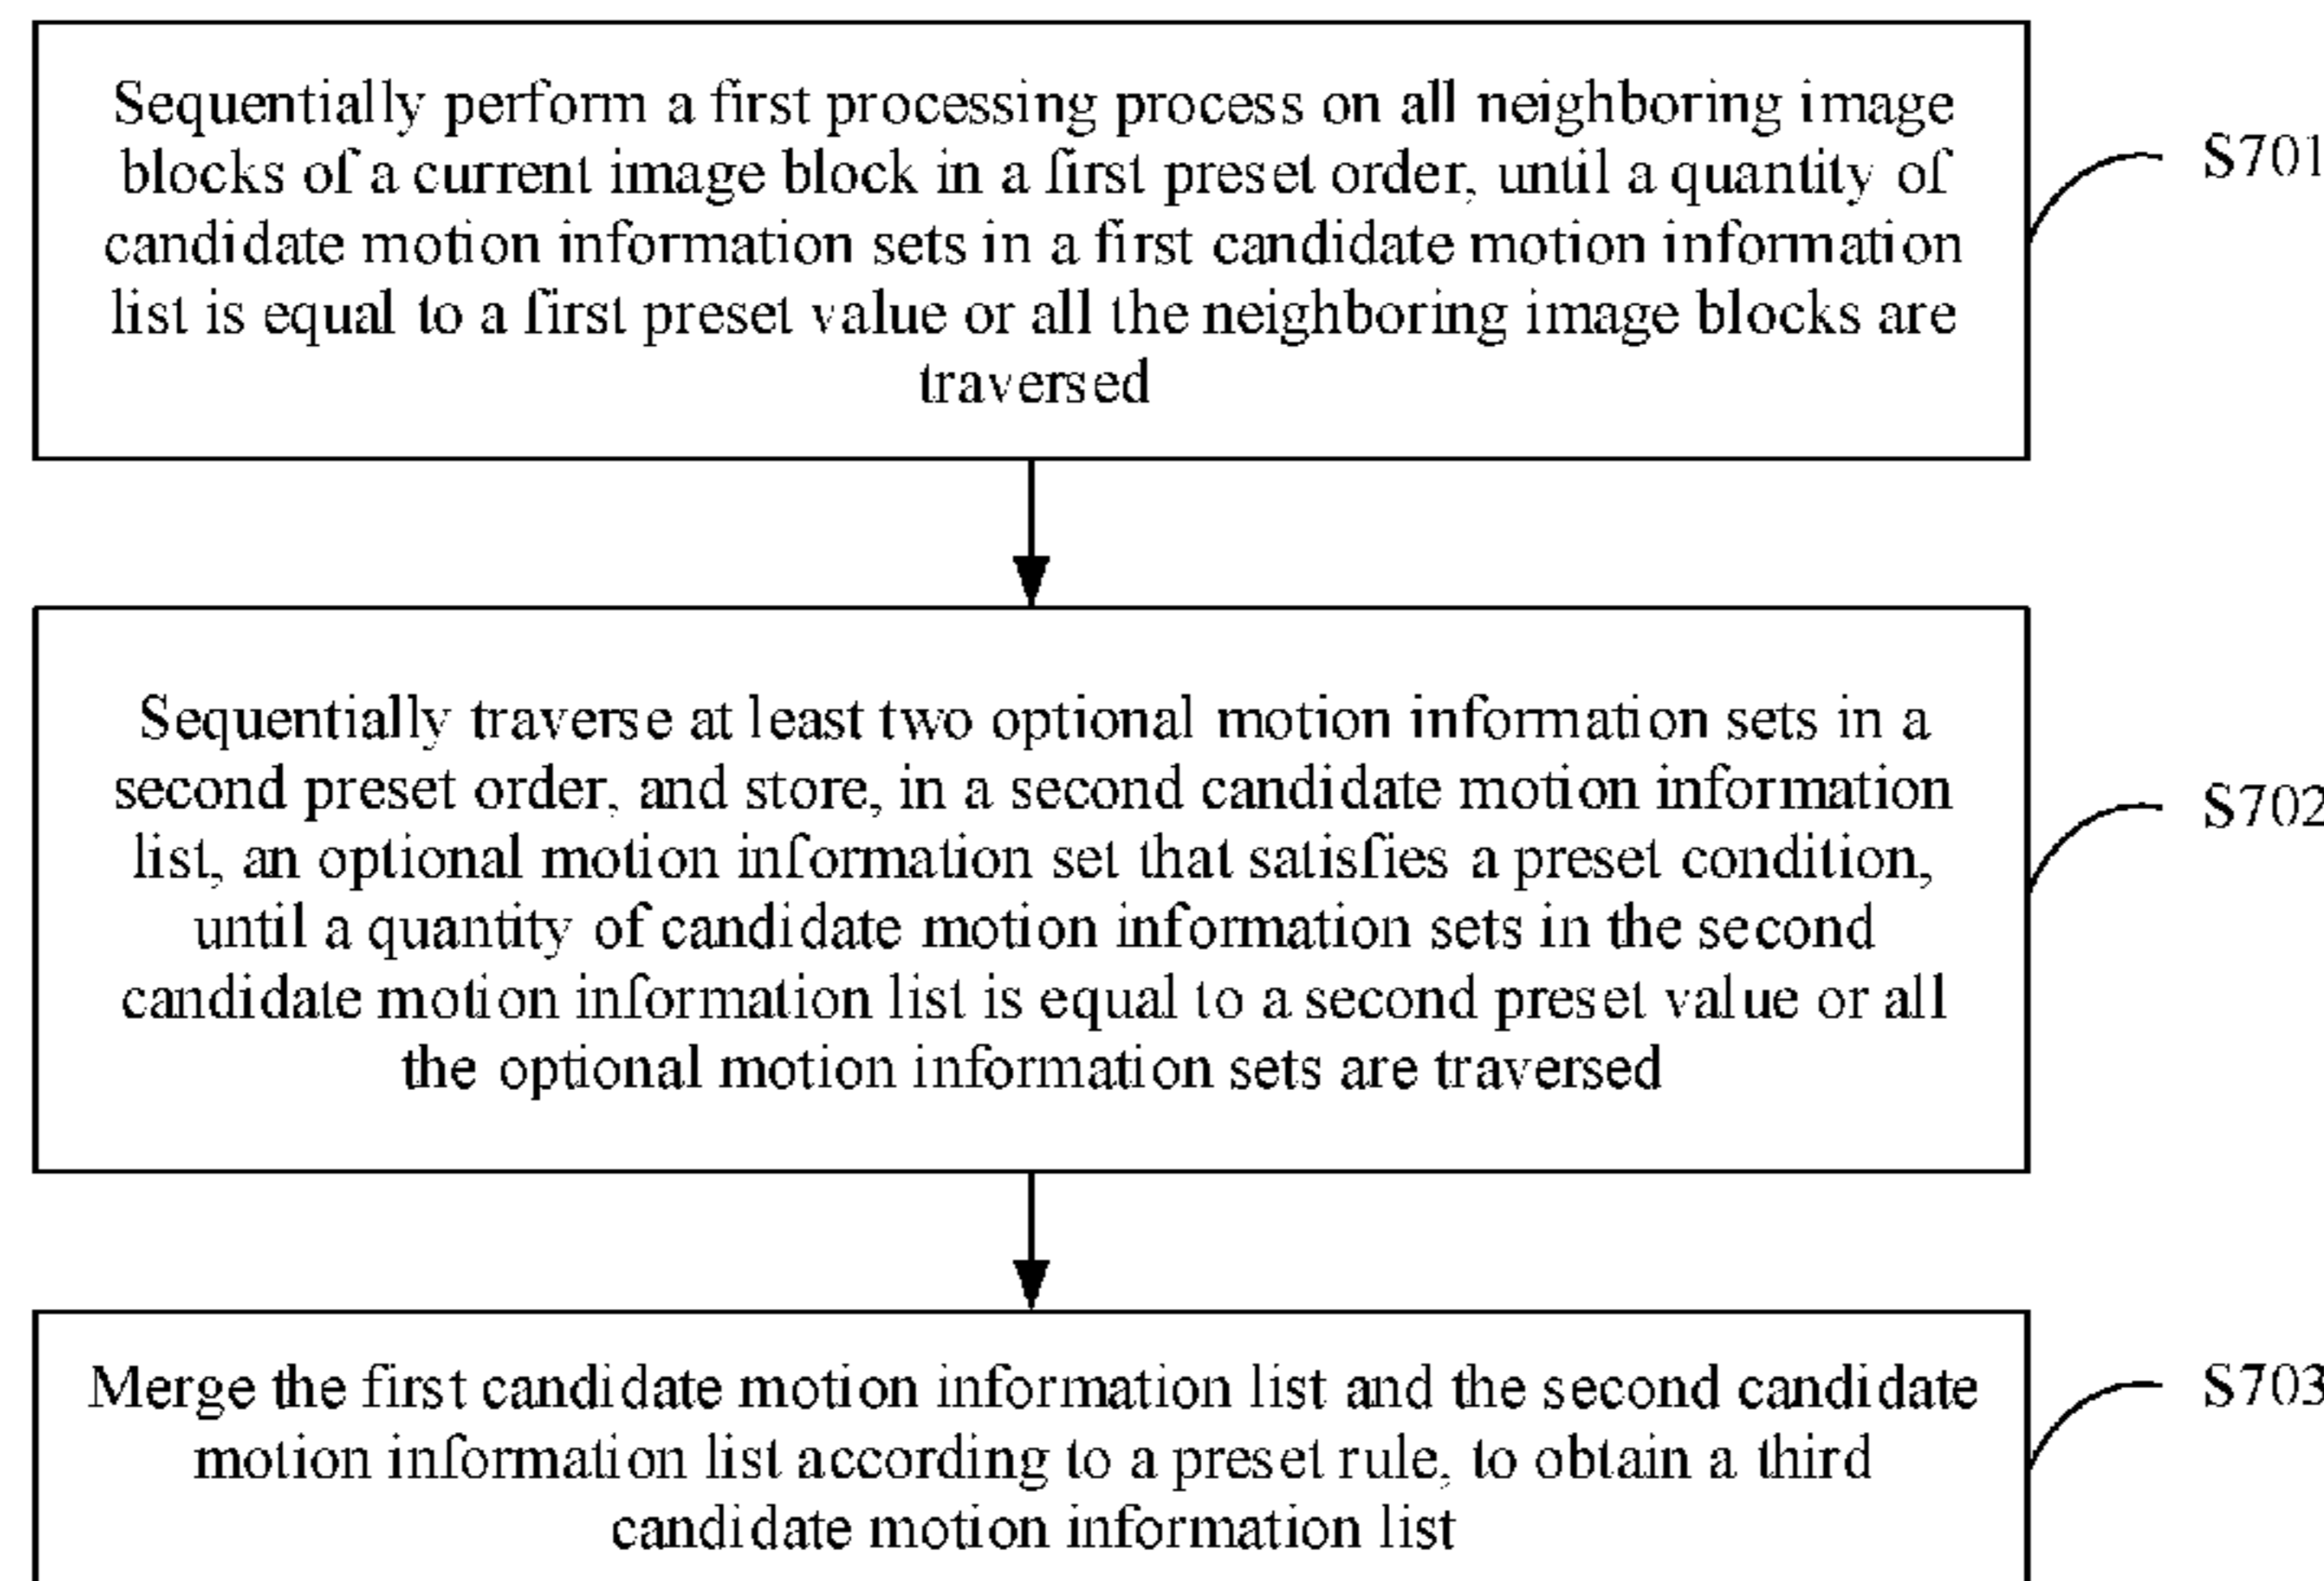 Sequentially perform a first processing process on all neighboring image
blocks of a current image block in a first preset order, until a quantity of
candidate motion information sets in a first candidate motion information
list is equal to a first preset value or all the neighboring image blocks are
traversed
S701
Sequentially traverse at least two optional motion information sets in a
second preset order, and store, in a second candidate motion information
list, an optional motion information set that satisfies a preset condition,
until a quantity of candidate motion information sets in the second
candidate motion information list is equal to a second preset value or all
the optional motion information sets are traversed
S702
Merge the first candidate motion information list and the second candidate
motion information list according to a preset rule, to obtain a third
candidate motion information list
S703